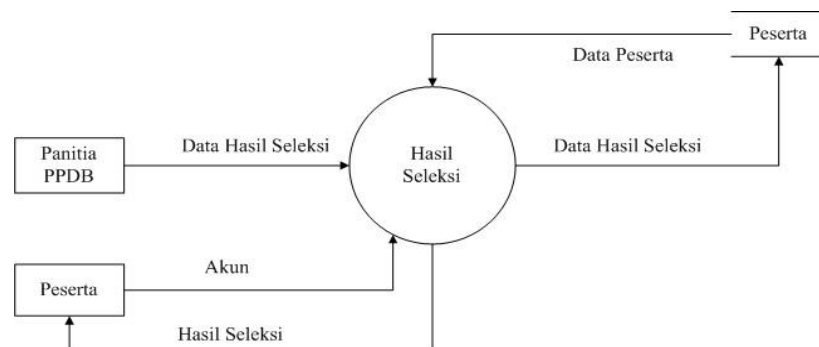 Peserta
Data Peserta
Panitia
PPDB
Data Hasil Seleksi
Hasil
Seleksi
Data Hasil Seleksi
Akun
Peserta
Hasil Seleksi